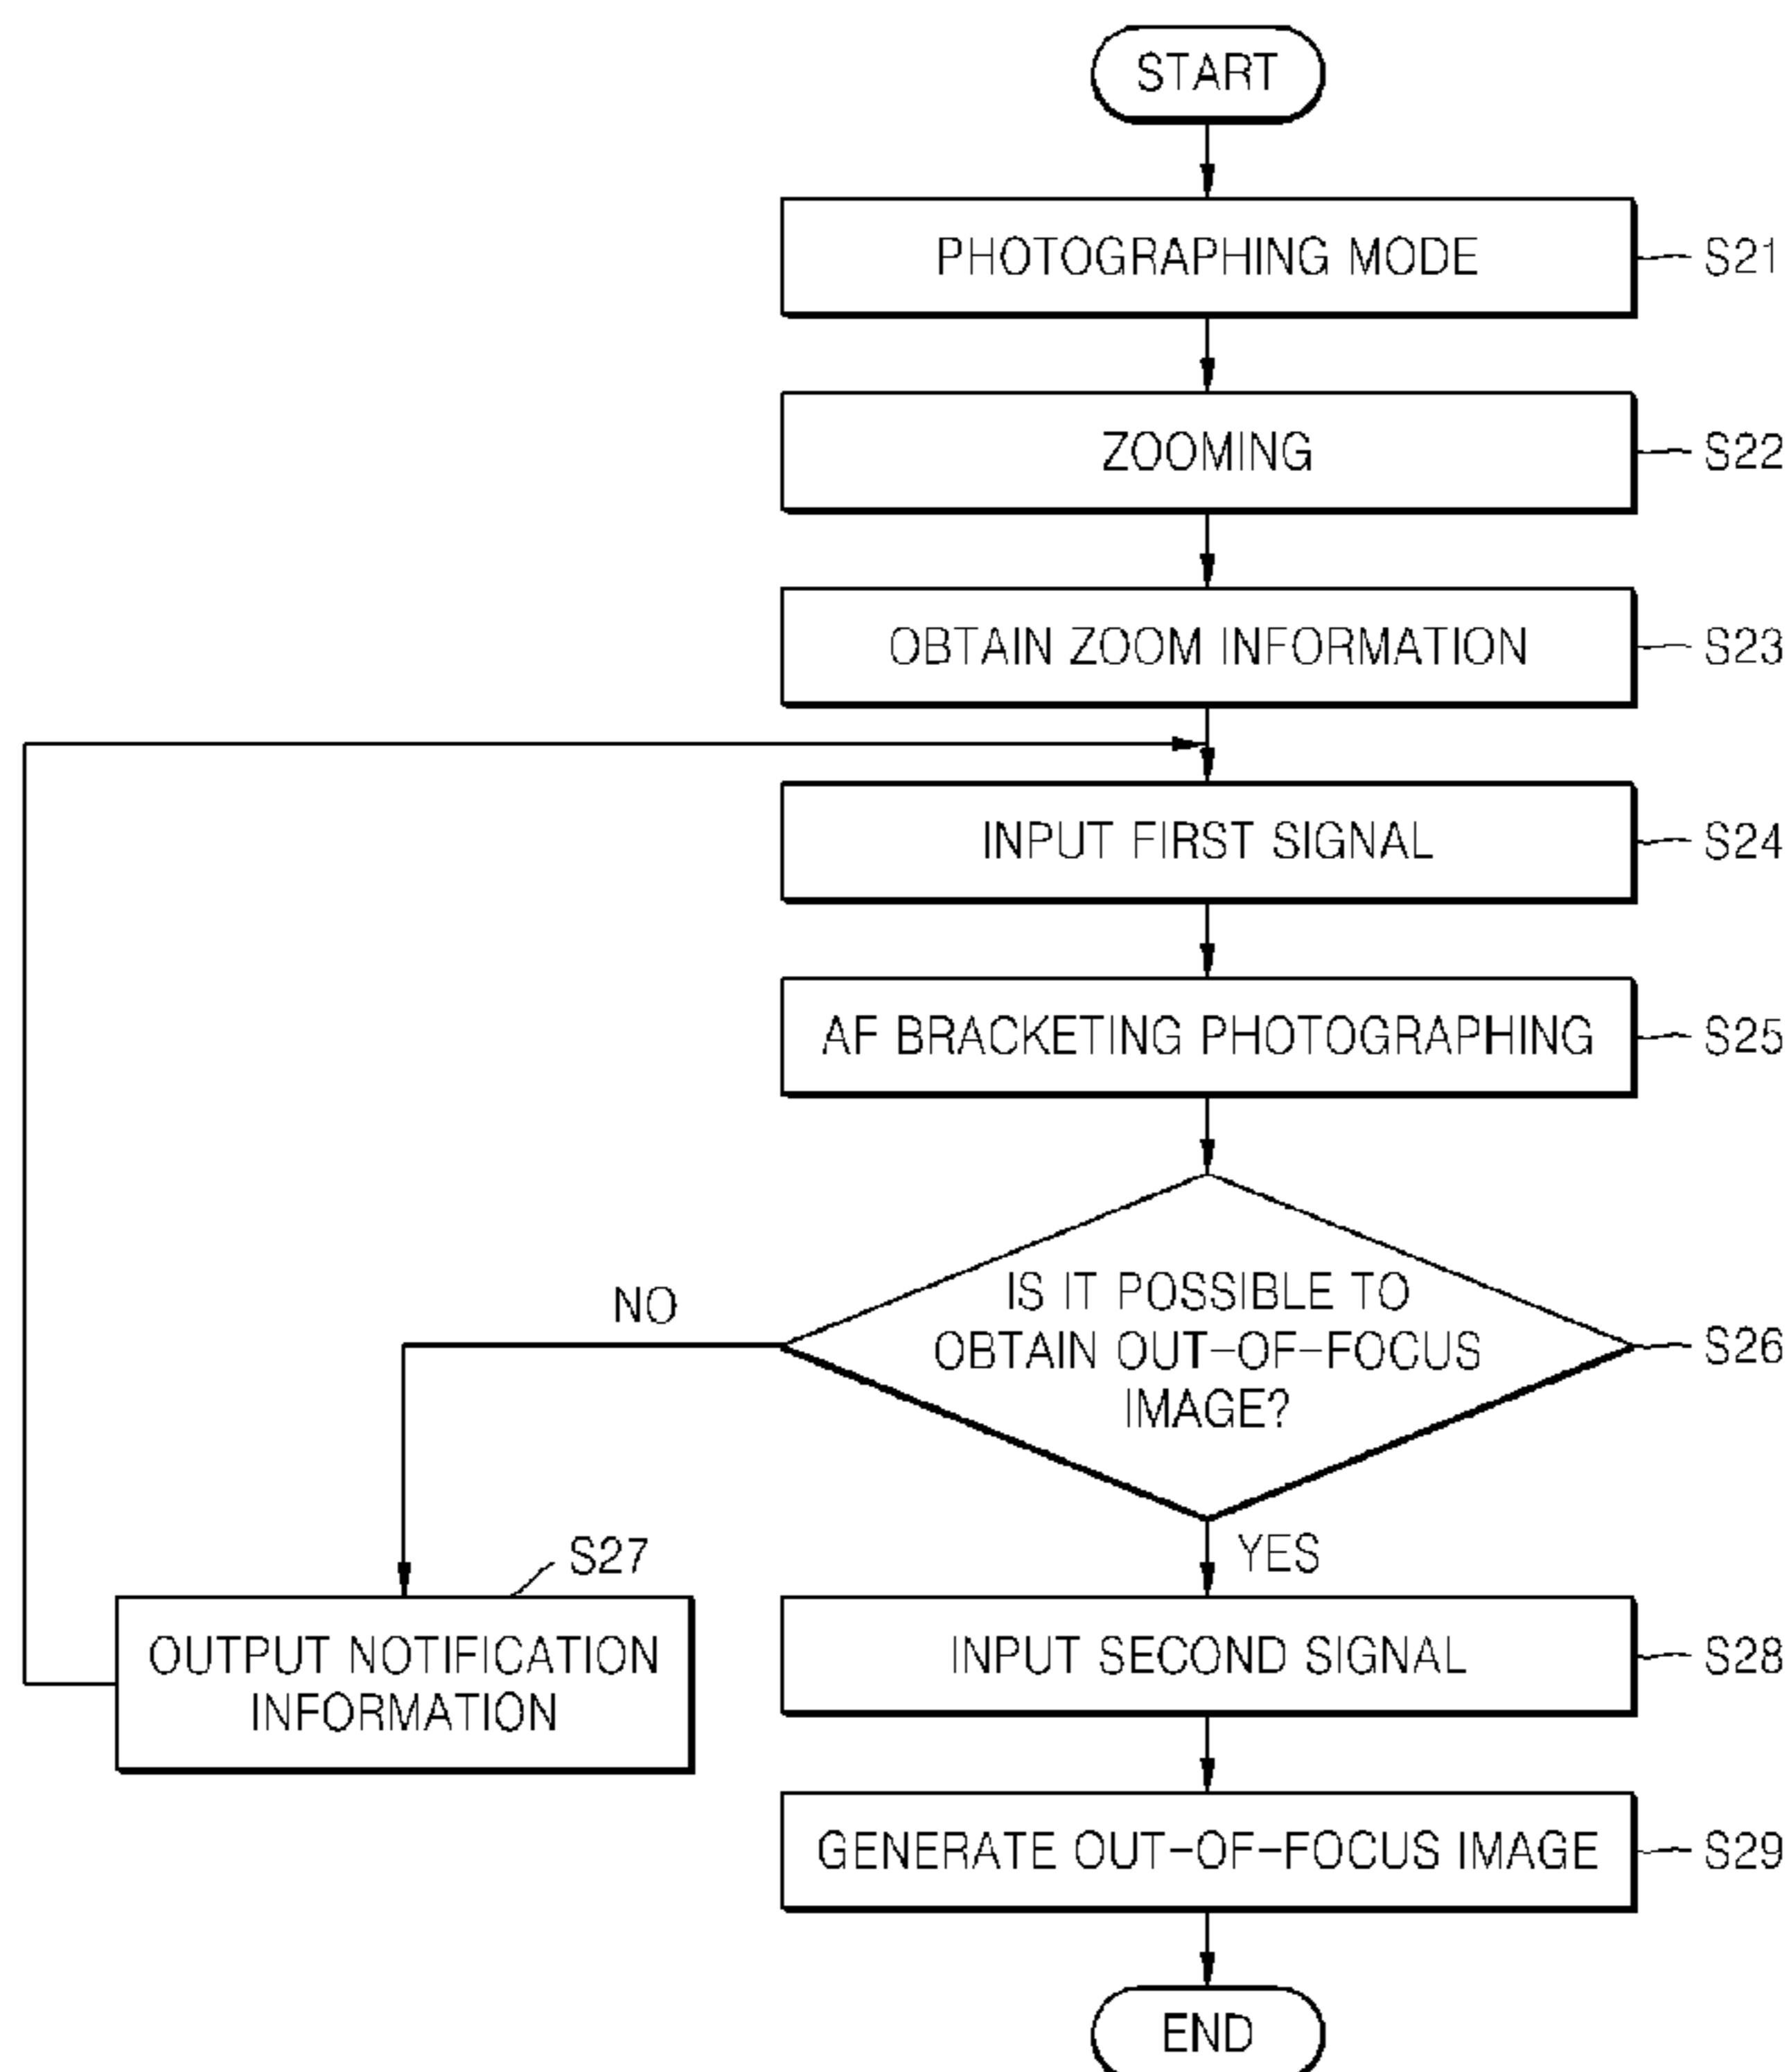 START
PHOTOGRAPHING MODE
S21
ZOOMING
S22
OBTAIN ZOOM INFORMATION
S23
INPUT FIRST SIGNAL
S24
AF BRACKETING PHOTOGRAPHING
S25
IS IT POSSIBLE TO
OBTAIN OUT-OF-FOCUS
IMAGE?
S26
NO
YES
S27
OUTPUT NOTIFICATION
INFORMATION
INPUT SECOND SIGNAL
S28
GENERATE OUT-OF-FOCUS IMAGE
S29
END